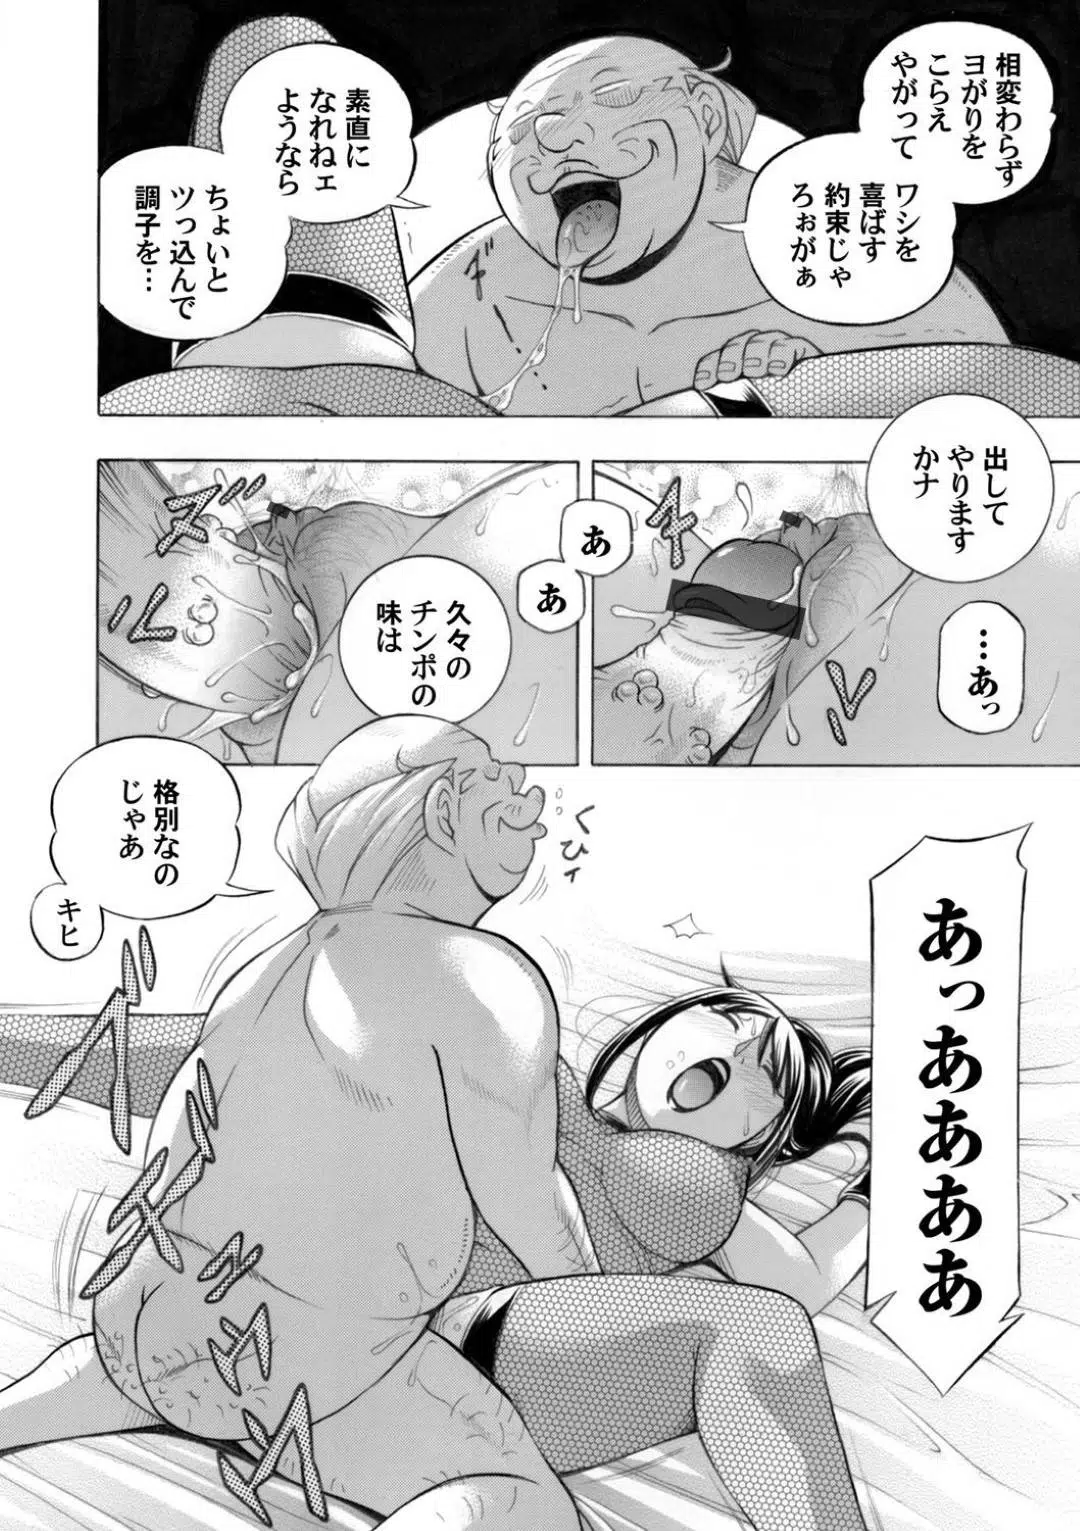 相変わらず
ヨがりを
こらえ
やがって
ワシを
喜ばす
約束じゃ
ろぉがぁ
素直に
なれねェ
ようなら
ちょいと
ツっ込んで
調子を…
出して
やります
かナ
…あっ
ヌチ
あ
あ
久々の
チンポの
味は
ズズ
格別なの
じゃあ
キヒ
くひィ
あっああああ